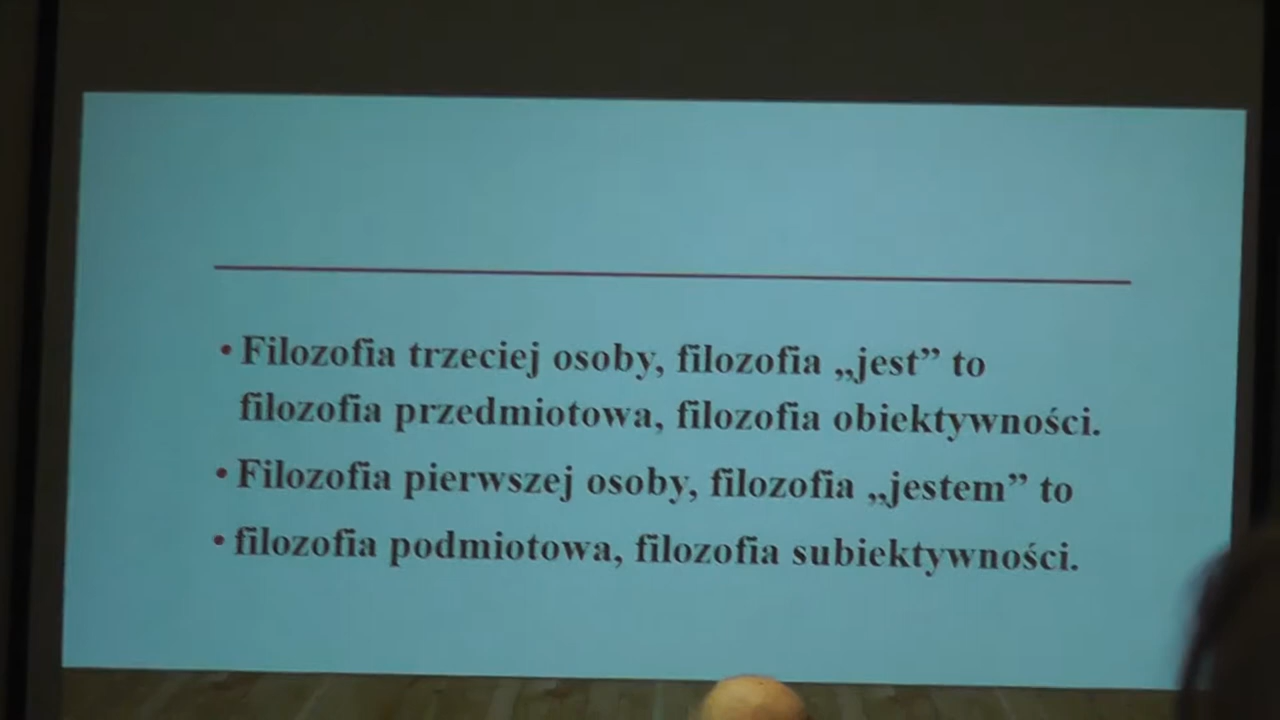 • Filozofia trzeciej osoby, filozofia „jest” to
filozofia przedmiotowa, filozofia obiektywności.
• Filozofia pierwszej osoby, filozofia „jestem” to
• filozofia podmiotowa, filozofia subiektywności.